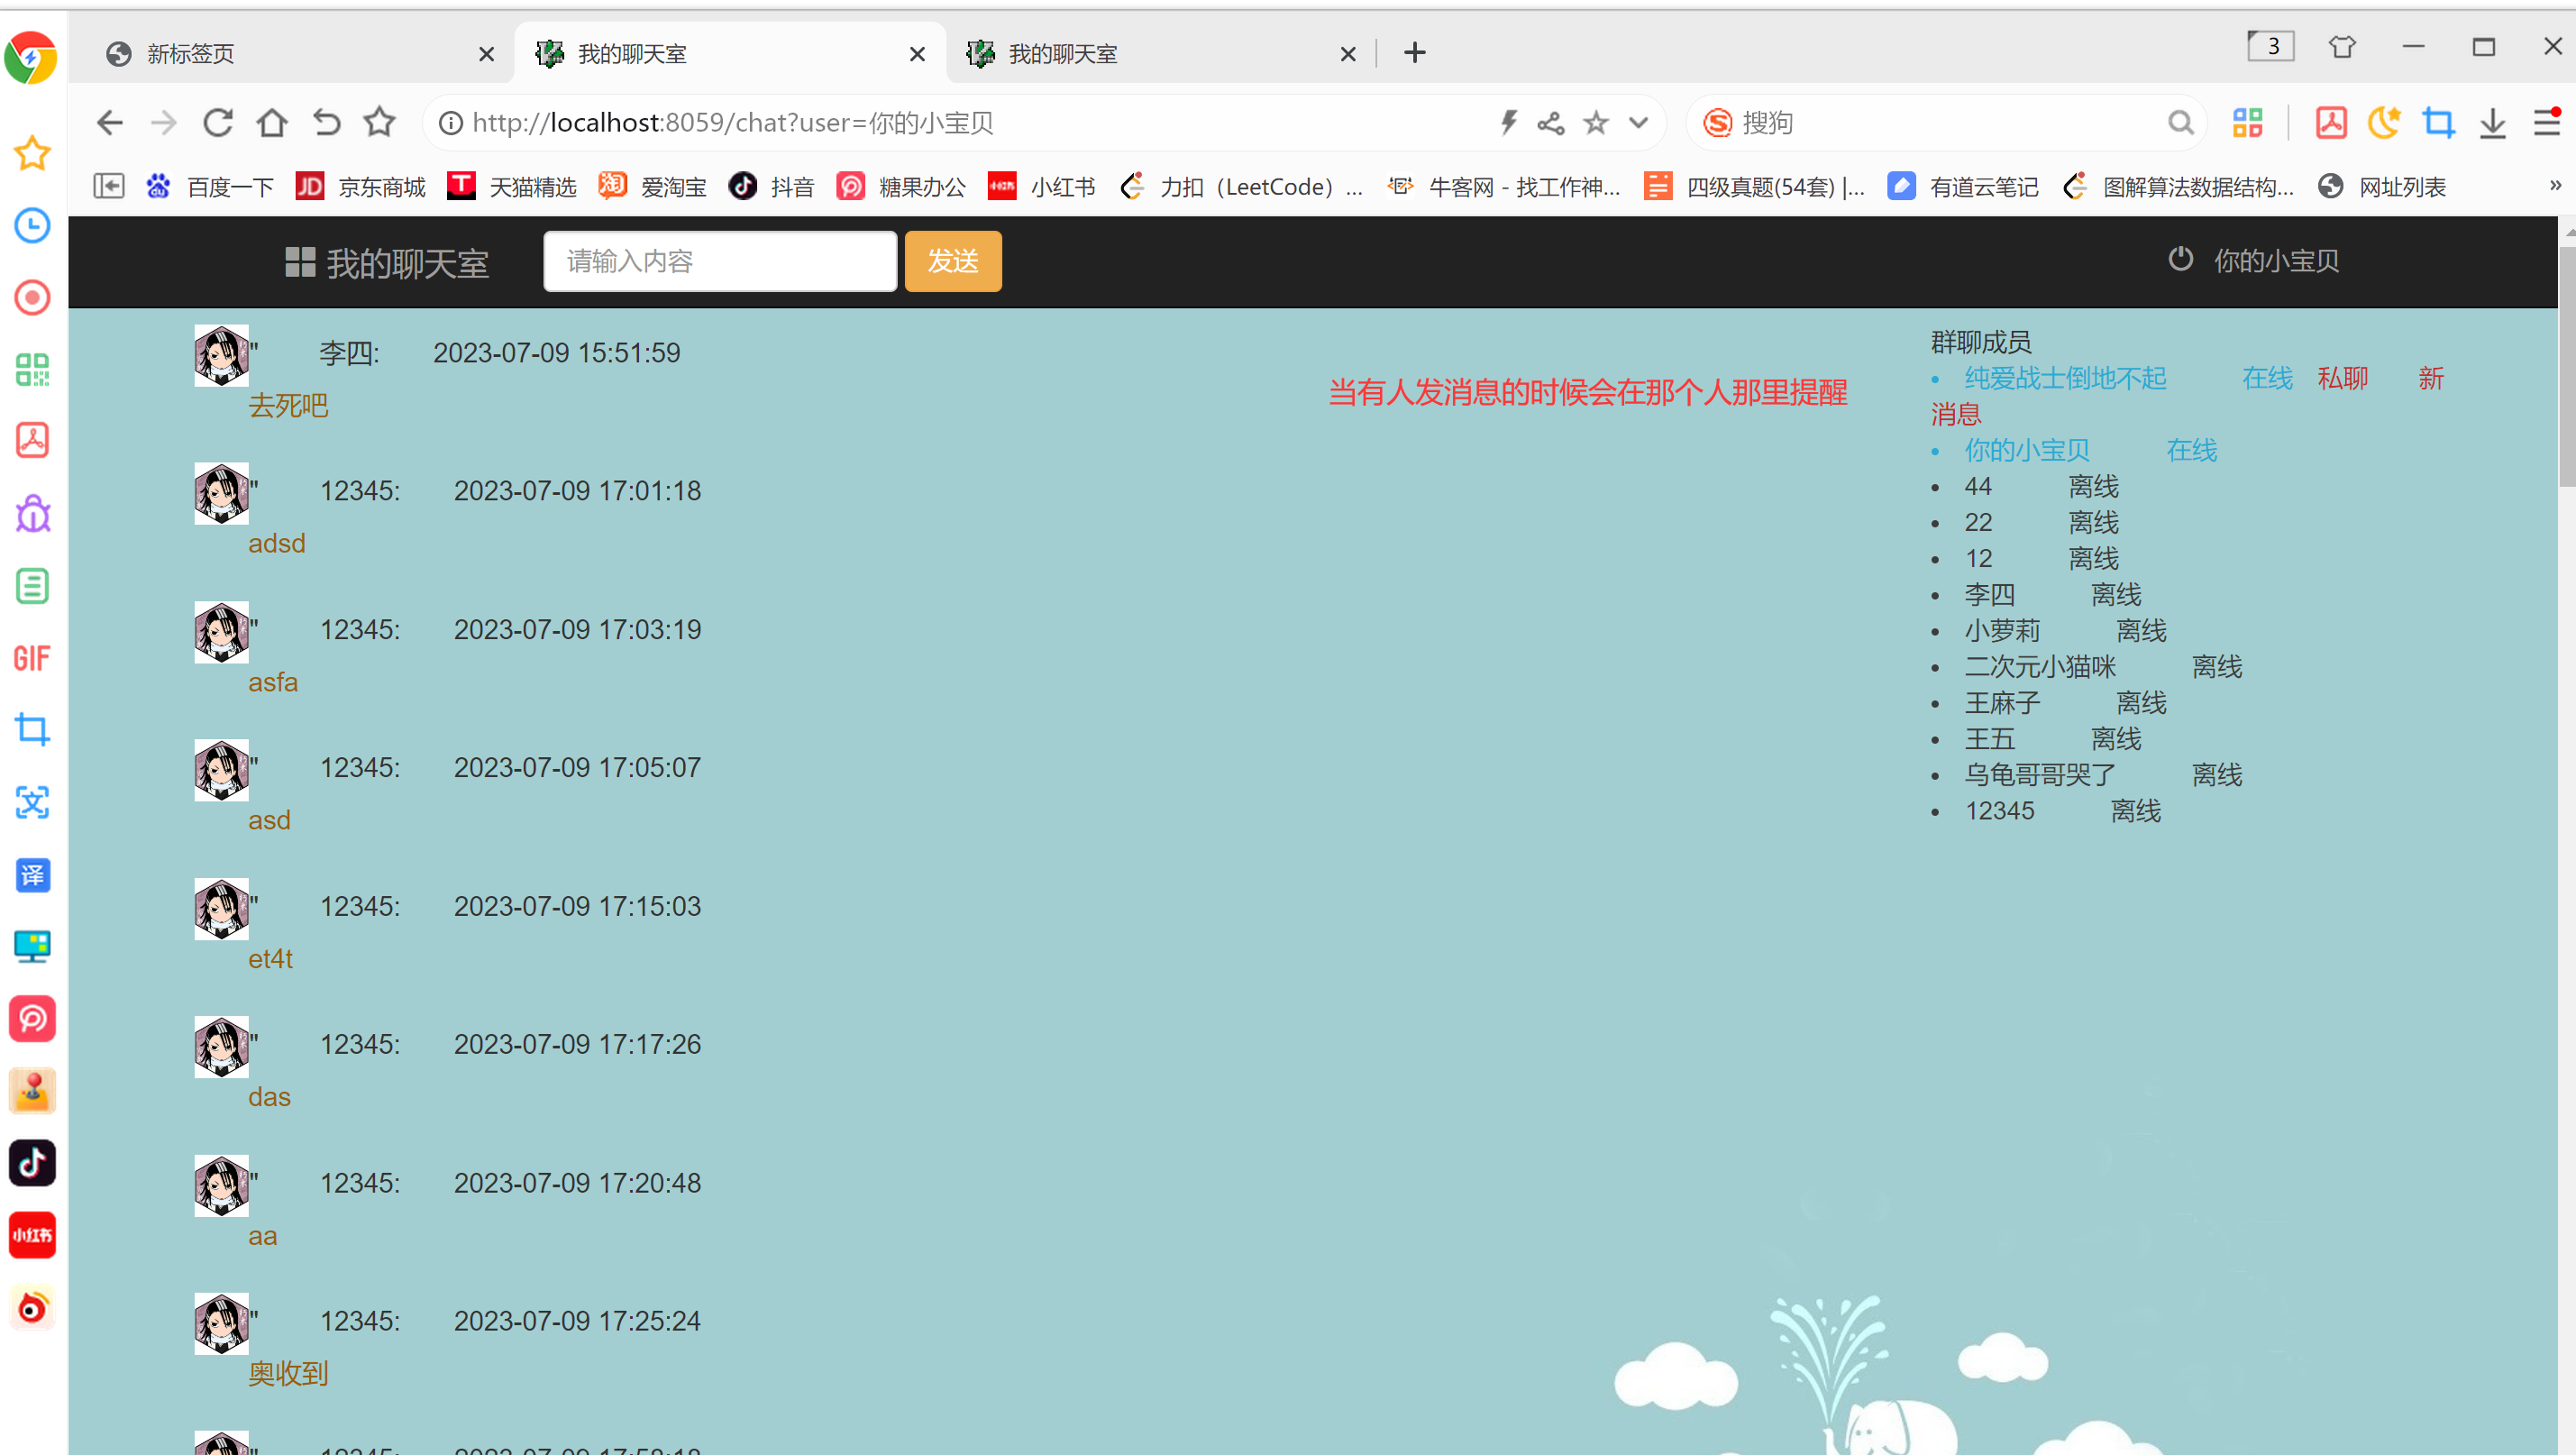 新标签页
我的聊天室
我的聊天室
3
http://localhost:8059/chat?user=你的小宝贝
搜狗
百度一下
JD 京东商城
T 天猫精选
淘 爱淘宝
抖音
糖果办公
小红书 小红书
力扣（LeetCode）...
牛客网 - 找工作神...
四级真题(54套) |...
有道云笔记
图解算法数据结构...
网址列表
»
GIF
文
译
小红书
我的聊天室
请输入内容
发送
你的小宝贝
" 李四: 2023-07-09 15:51:59
去死吧
" 12345: 2023-07-09 17:01:18
adsd
" 12345: 2023-07-09 17:03:19
asfa
" 12345: 2023-07-09 17:05:07
asd
" 12345: 2023-07-09 17:15:03
et4t
" 12345: 2023-07-09 17:17:26
das
" 12345: 2023-07-09 17:20:48
aa
" 12345: 2023-07-09 17:25:24
奥收到
当有人发消息的时候会在那个人那里提醒
群聊成员
• 纯爱战士倒地不起 在线 私聊 新
消息
• 你的小宝贝 在线
• 44 离线
• 22 离线
• 12 离线
• 李四 离线
• 小萝莉 离线
• 二次元小猫咪 离线
• 王麻子 离线
• 王五 离线
• 乌龟哥哥哭了 离线
• 12345 离线